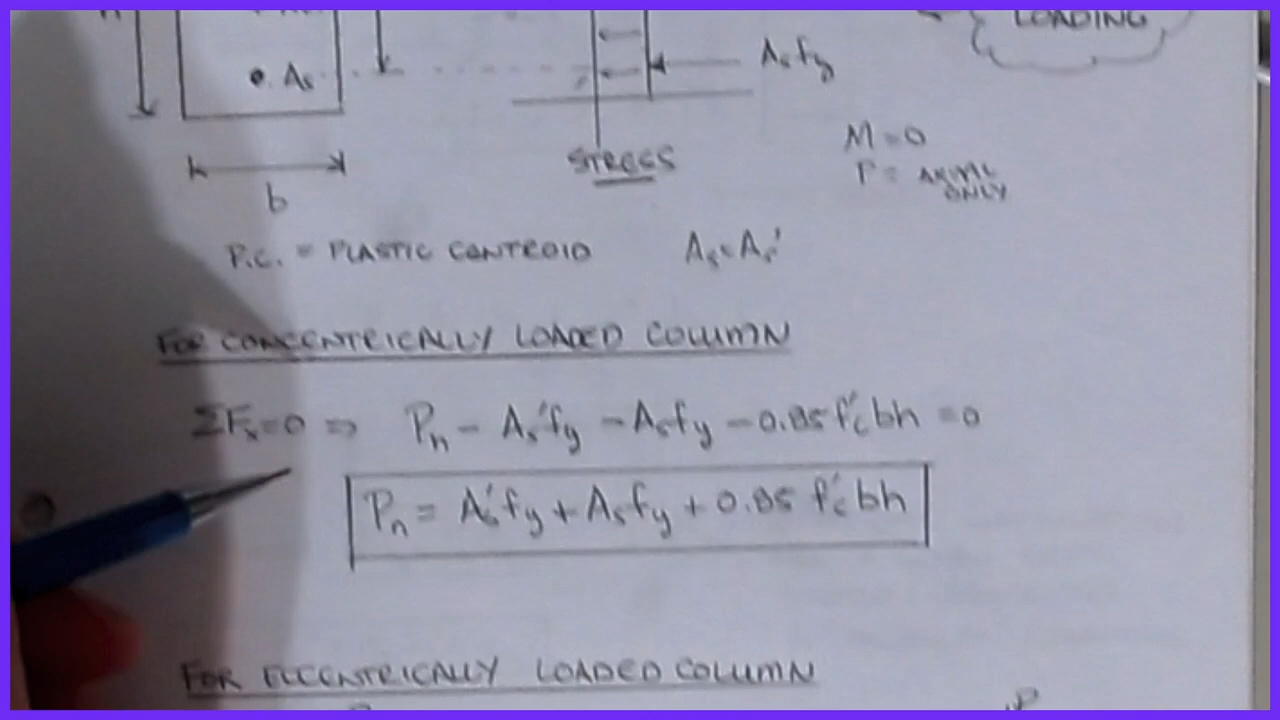 LOADING
As
Asfy
M=0
STRESS
P = AXIAL
ONLY
b
P.C. = PLASTIC CENTROID As=As'
FOR CONCENTRICALLY LOADED COLUMN
ΣFx=0 ⇒ Pn - As'fy - Asfy - 0.85f'c bh = 0
Pn = As'fy + Asfy + 0.85 f'c bh
FOR ECCENTRICALLY LOADED COLUMN
P